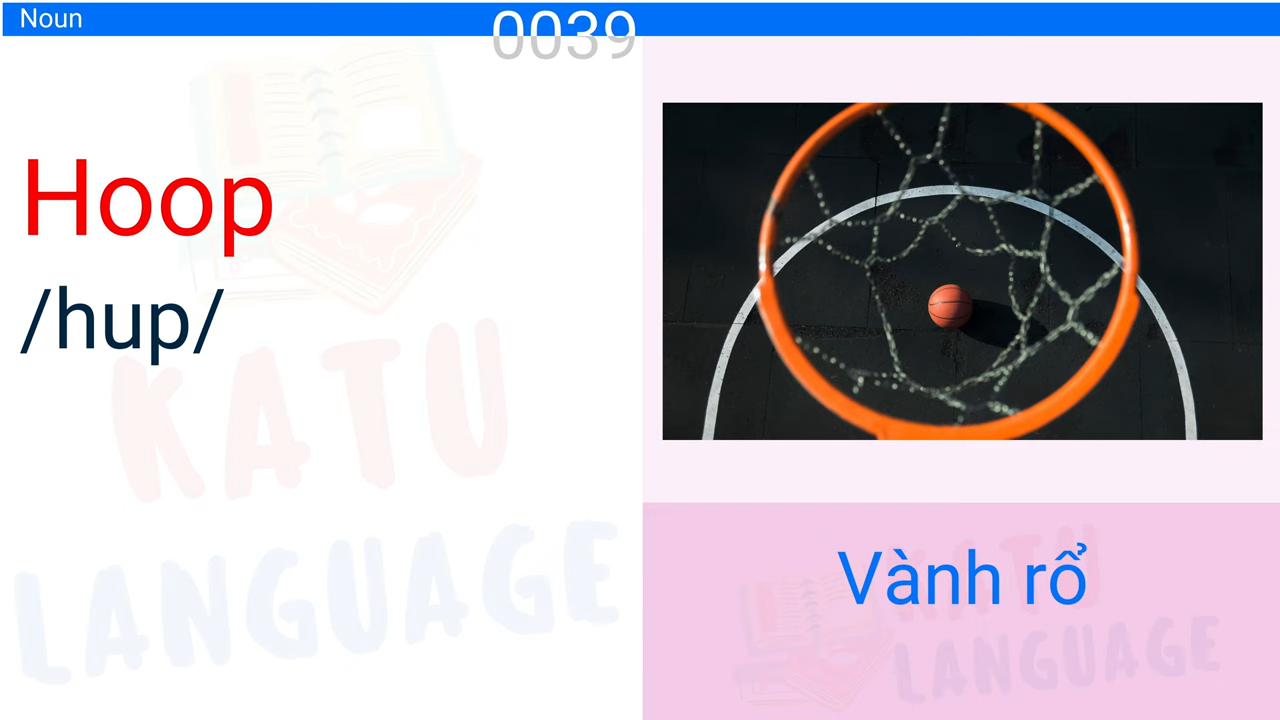 Noun
0039
Hoop
/hup/
KATU
LANGUAGE
Vành rổ
KATU
LANGUAGE